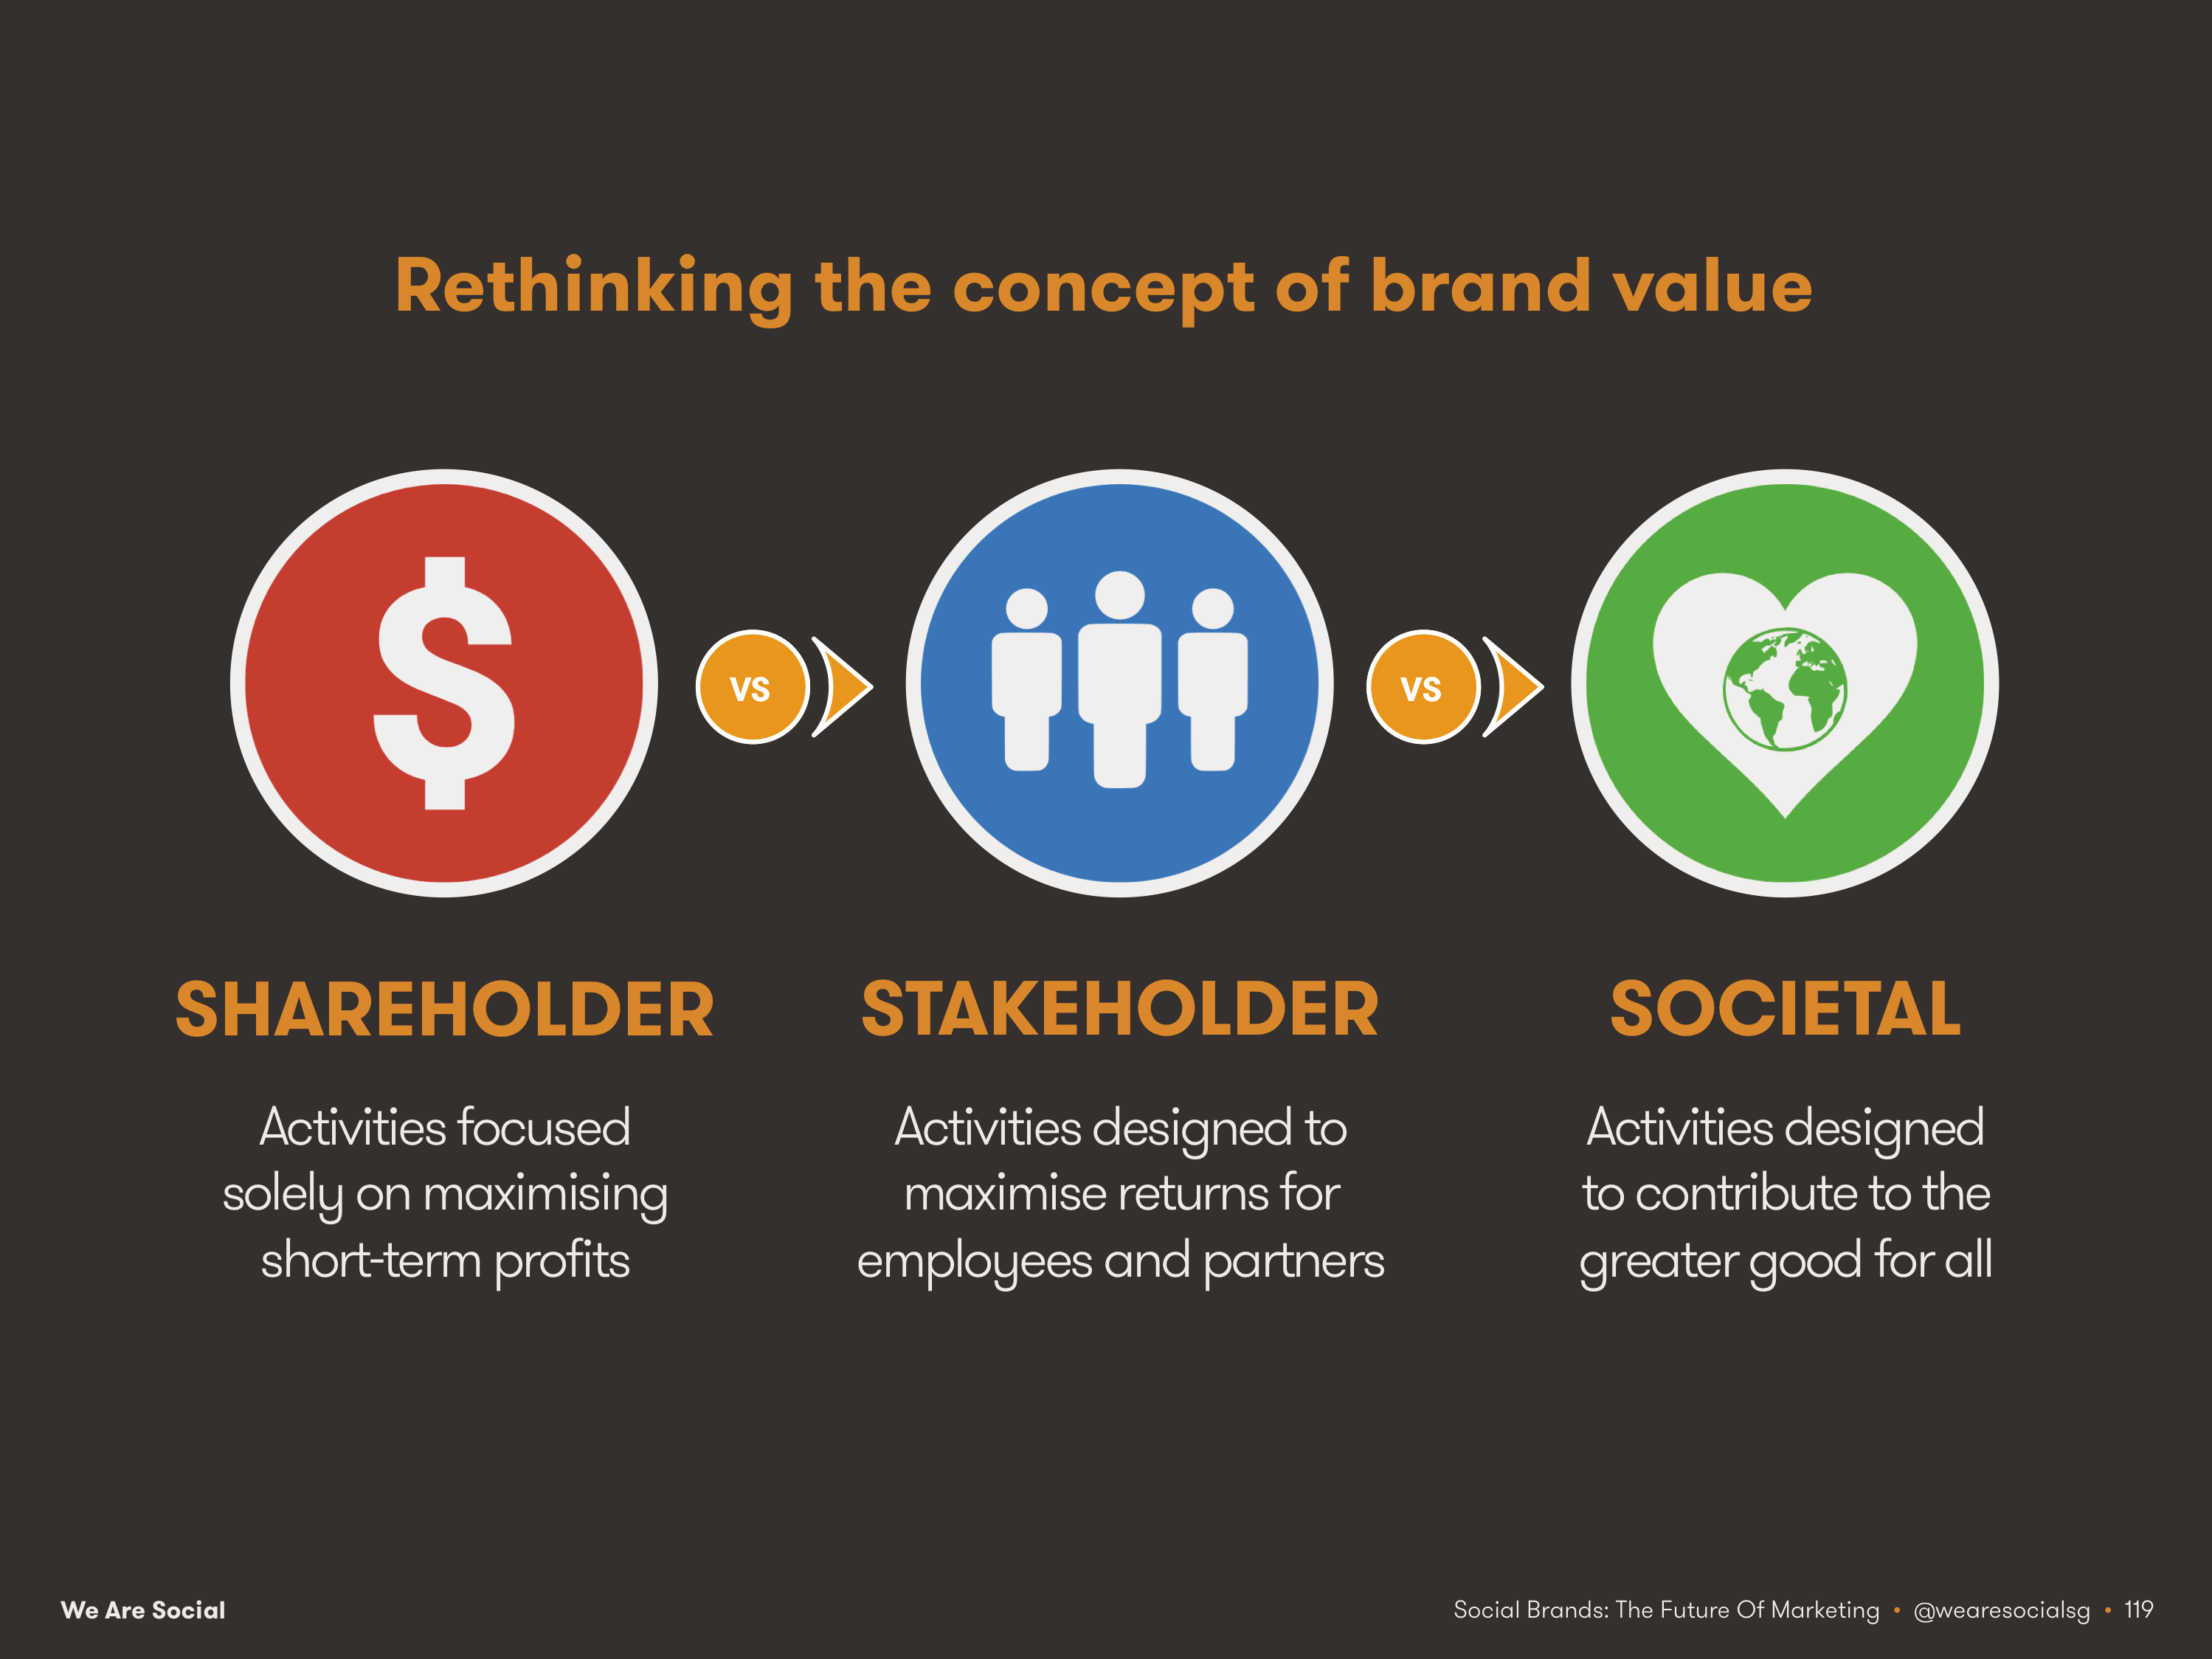 Rethinking the concept of brand value
VS
VS
SHAREHOLDER
Activities focused
solely on maximising
short-term profits
STAKEHOLDER
Activities designed to
maximise returns for
employees and partners
SOCIETAL
Activities designed
to contribute to the
greater good for all
We Are Social
Social Brands: The Future Of Marketing • @wearesocialsg • 119